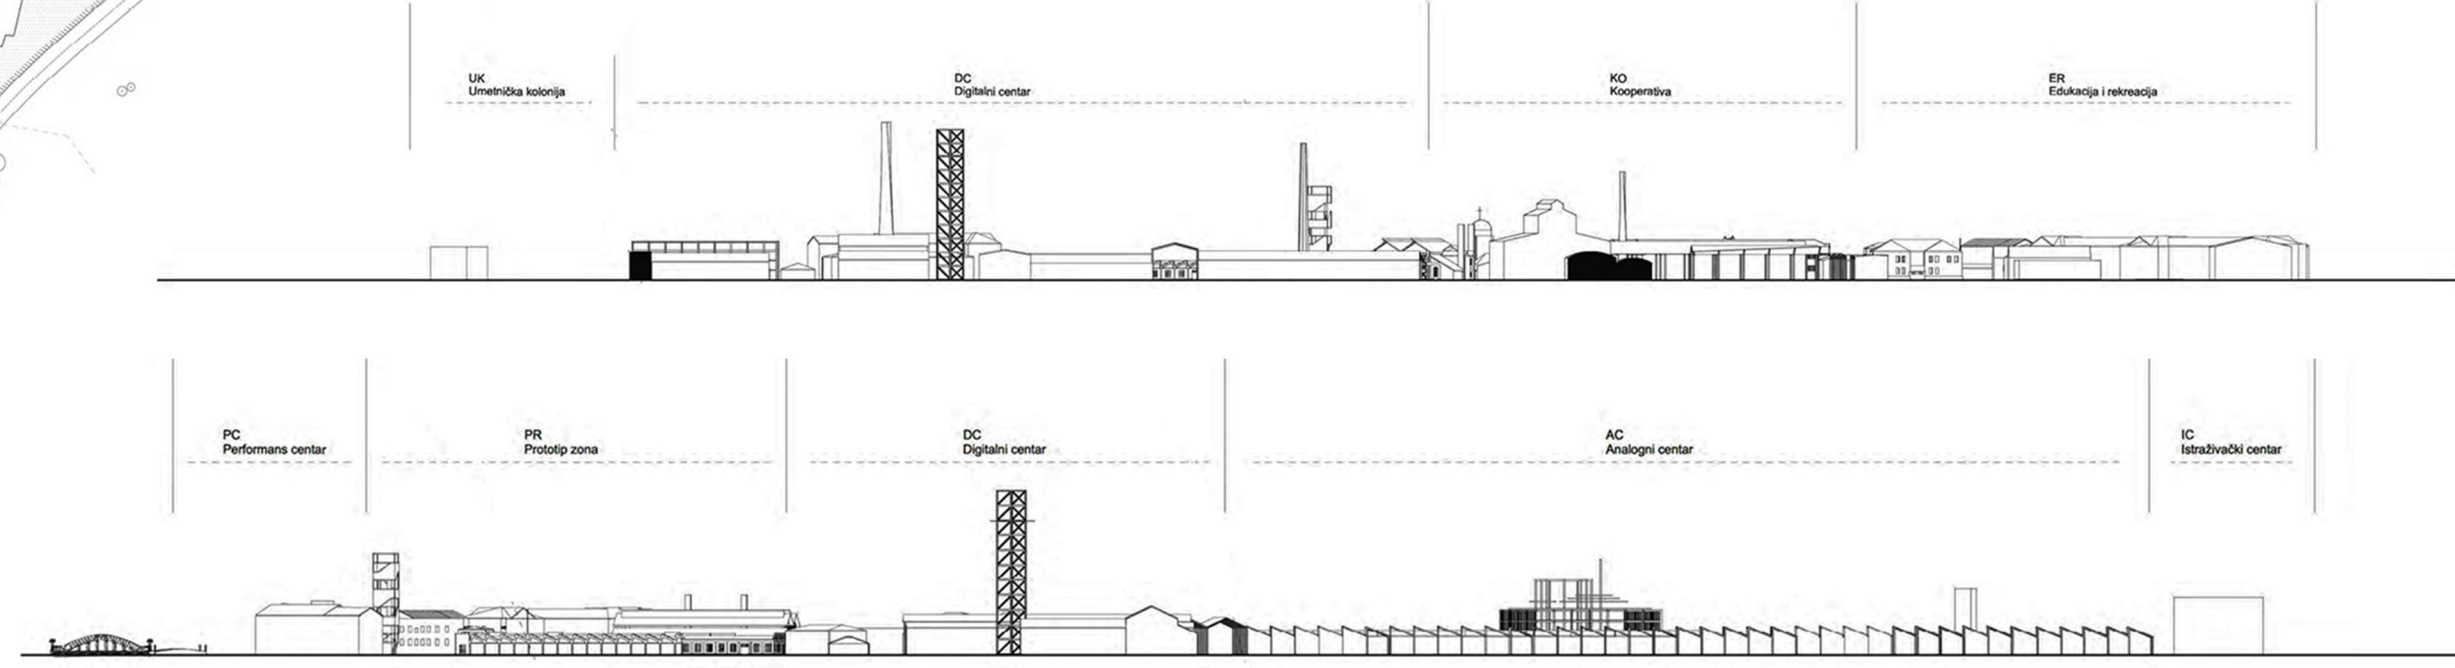 UK
Umetnička kolonija
DC
Digitalni centar
KO
Kooperativa
ER
Edukacija i rekreacija
PC
Performans centar
PR
Prototip zona
DC
Digitalni centar
AC
Analogni centar
IC
Istraživački centar